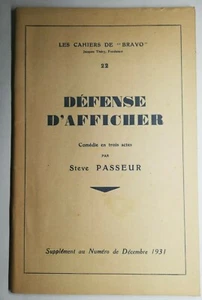 LES CAHIERS DE "BRAVO"
22
DÉFENSE
D'AFFICHER
Comédie en trois actes
PAR
Steve PASSEUR
Supplément au Numéro de Décembre 1931